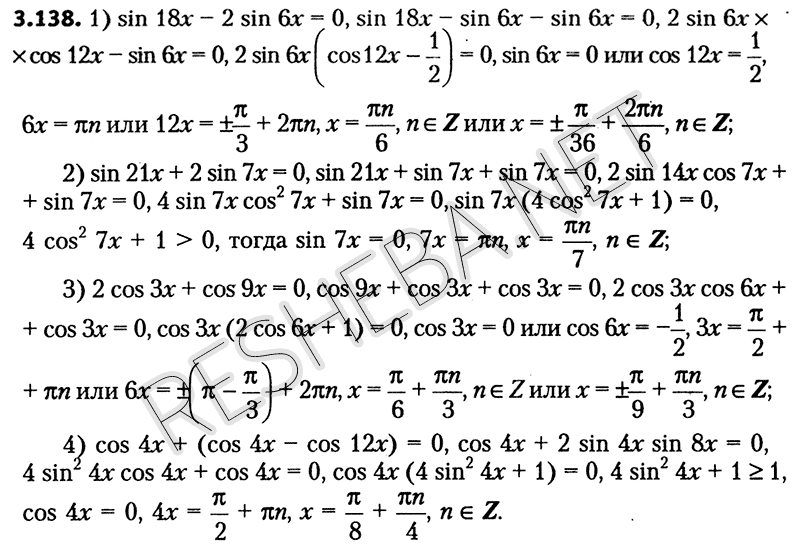 3.138. 1) sin 18x − 2 sin 6x = 0, sin 18x − sin 6x − sin 6x = 0, 2 sin 6x ×
× cos 12x − sin 6x = 0, 2 sin 6x(cos12x − 1/2) = 0, sin 6x = 0 или cos 12x = 1/2,
6x = πn или 12x = ±π/3 + 2πn, x = πn/6, n ∈ Z или x = ±π/36 + 2πn/6, n ∈ Z;
2) sin 21x + 2 sin 7x = 0, sin 21x + sin 7x + sin 7x = 0, 2 sin 14x cos 7x +
+ sin 7x = 0, 4 sin 7x cos² 7x + sin 7x = 0, sin 7x (4 cos² 7x + 1) = 0,
4 cos² 7x + 1 > 0, тогда sin 7x = 0, 7x = πn, x = πn/7, n ∈ Z;
3) 2 cos 3x + cos 9x = 0, cos 9x + cos 3x + cos 3x = 0, 2 cos 3x cos 6x +
+ cos 3x = 0, cos 3x (2 cos 6x + 1) = 0, cos 3x = 0 или cos 6x = −1/2, 3x = π/2 +
+ πn или 6x = ±(π − π/3) + 2πn, x = π/6 + πn/3, n ∈ Z или x = ±π/9 + πn/3, n ∈ Z;
4) cos 4x + (cos 4x − cos 12x) = 0, cos 4x + 2 sin 4x sin 8x = 0,
4 sin² 4x cos 4x + cos 4x = 0, cos 4x (4 sin² 4x + 1) = 0, 4 sin² 4x + 1 ≥ 1,
cos 4x = 0, 4x = π/2 + πn, x = π/8 + πn/4, n ∈ Z.
RESHEBA.NET